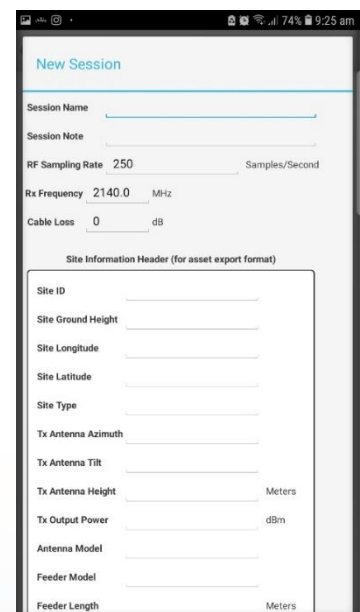 74% 9:25 am
New Session
Session Name
Session Note
RF Sampling Rate 250 Samples/Second
Rx Frequency 2140.0 MHz
Cable Loss 0 dB
Site Information Header (for asset export format)
Site ID
Site Ground Height
Site Longitude
Site Latitude
Site Type
Tx Antenna Azimuth
Tx Antenna Tilt
Tx Antenna Height Meters
Tx Output Power dBm
Antenna Model
Feeder Model
Feeder Length Meters